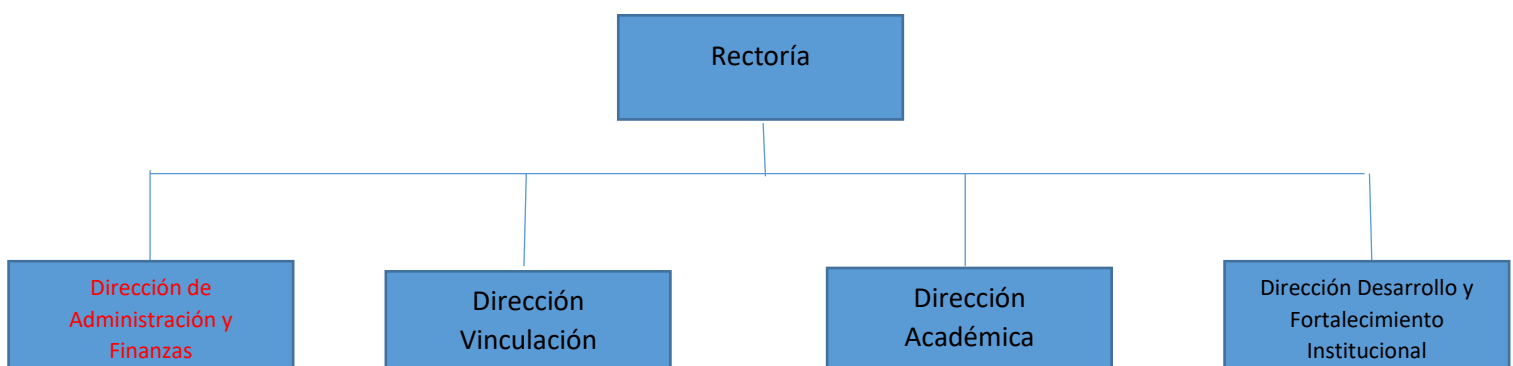 Rectoría
Dirección de
Administración y
Finanzas
Dirección
Vinculación
Dirección
Académica
Dirección Desarrollo y
Fortalecimiento
Institucional